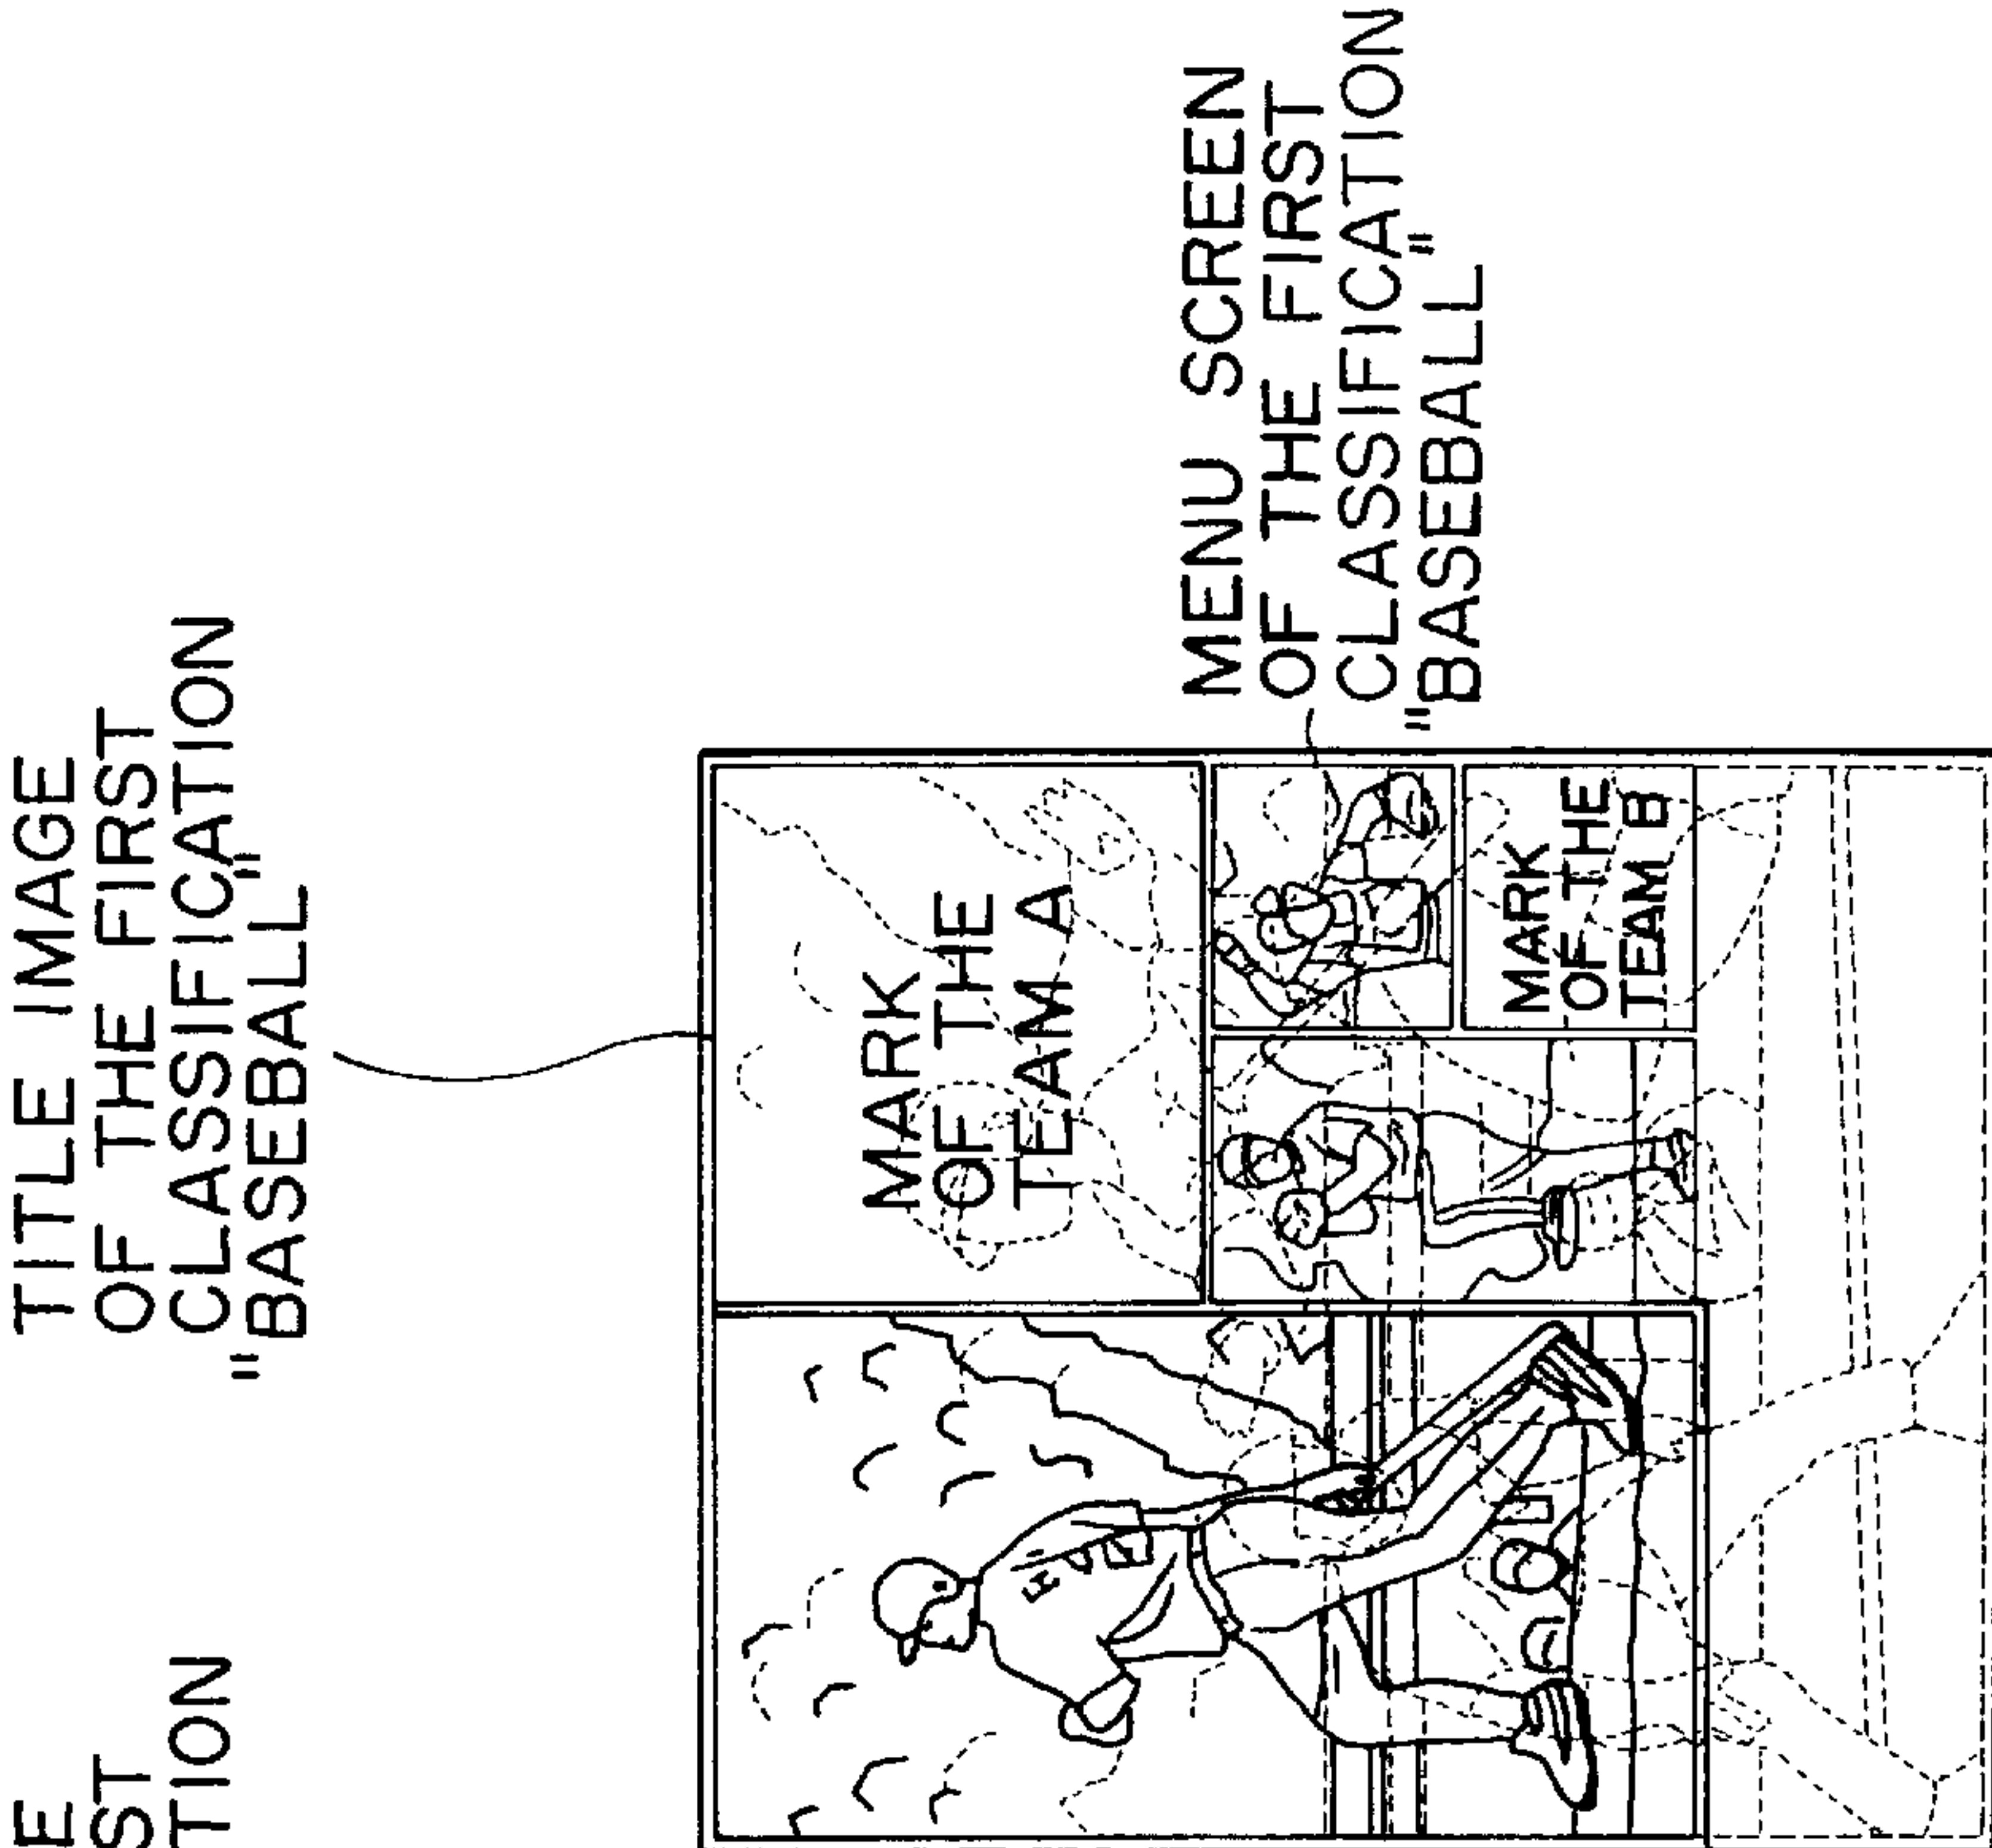 TITLE IMAGE
OF THE FIRST
CLASSIFICATION
"BASEBALL"
MARK
OF THE
TEAM A
MENU SCREEN
OF THE FIRST
CLASSIFICATION
"BASEBALL"
MARK
OF THE
TEAM B